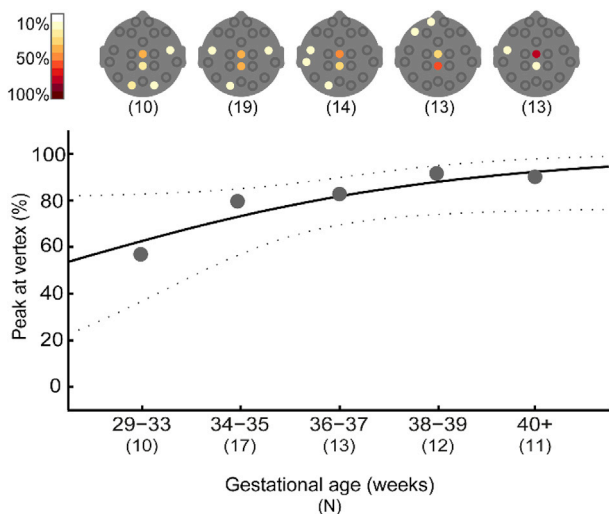 10%
50%
100%
(10) (19) (14) (13) (13)
Peak at vertex (%)
100
80
60
40
20
0
29–33 34–35 36–37 38–39 40+
(10) (17) (13) (12) (11)
Gestational age (weeks)
(N)